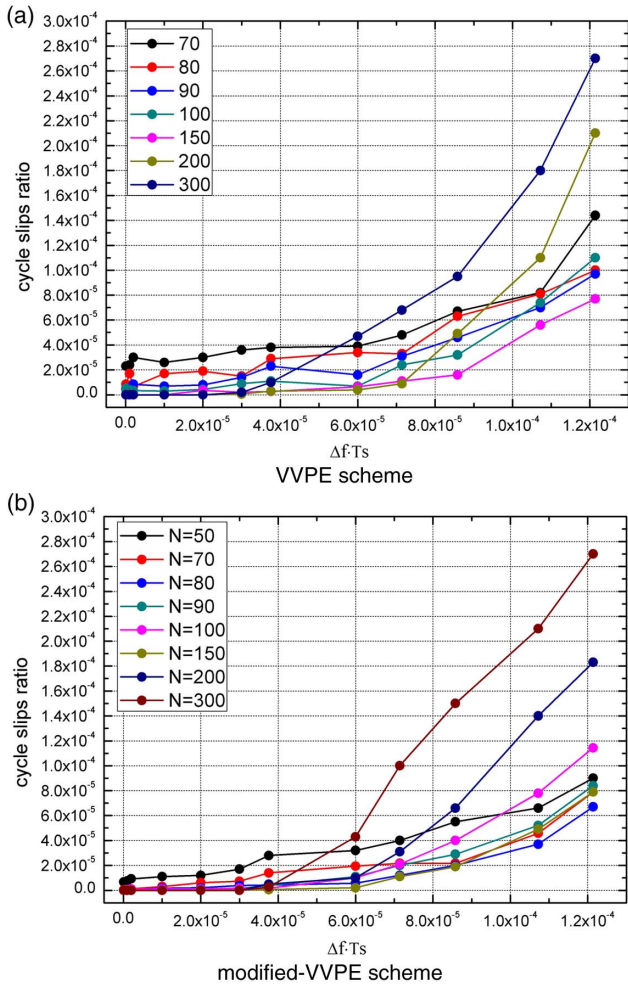 (a)
3.0x10⁻⁴
2.8x10⁻⁴
2.6x10⁻⁴
2.4x10⁻⁴
2.2x10⁻⁴
2.0x10⁻⁴
1.8x10⁻⁴
1.6x10⁻⁴
1.4x10⁻⁴
1.2x10⁻⁴
1.0x10⁻⁴
8.0x10⁻⁵
6.0x10⁻⁵
4.0x10⁻⁵
2.0x10⁻⁵
0.0
cycle slips ratio
70
80
90
100
150
200
300
0.0 2.0x10⁻⁵ 4.0x10⁻⁵ 6.0x10⁻⁵ 8.0x10⁻⁵ 1.0x10⁻⁴ 1.2x10⁻⁴
Δf·Ts
VVPE scheme
(b)
3.0x10⁻⁴
2.8x10⁻⁴
2.6x10⁻⁴
2.4x10⁻⁴
2.2x10⁻⁴
2.0x10⁻⁴
1.8x10⁻⁴
1.6x10⁻⁴
1.4x10⁻⁴
1.2x10⁻⁴
1.0x10⁻⁴
8.0x10⁻⁵
6.0x10⁻⁵
4.0x10⁻⁵
2.0x10⁻⁵
0.0
cycle slips ratio
N=50
N=70
N=80
N=90
N=100
N=150
N=200
N=300
0.0 2.0x10⁻⁵ 4.0x10⁻⁵ 6.0x10⁻⁵ 8.0x10⁻⁵ 1.0x10⁻⁴ 1.2x10⁻⁴
Δf·Ts
modified-VVPE scheme